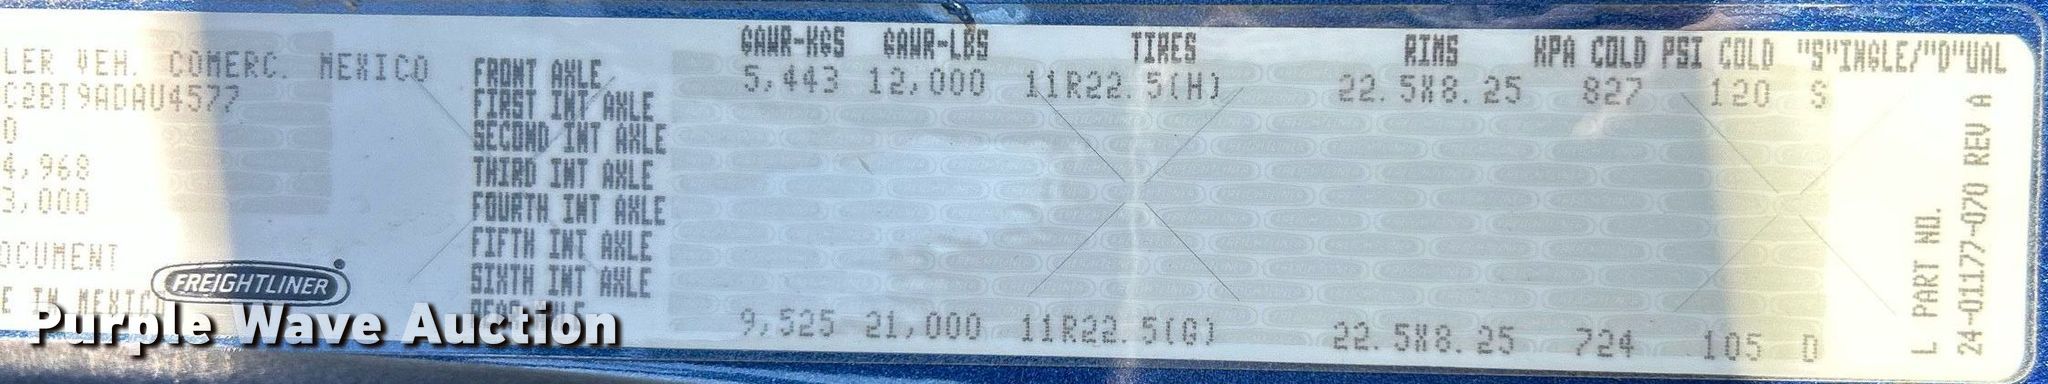 GAWR-KGS GAWR-LBS TIRES RIMS KPA COLD PSI COLD "S"INGLE/"D"UAL
LER VEH. COMERC. MEXICO
FRONT AXLE 5,443 12,000 11R22.5(H) 22.5X8.25 827 120 S
C2BT9ADAU4577
FIRST INT AXLE
0
SECOND INT AXLE
4,968
THIRD INT AXLE
3,000
FOURTH INT AXLE
OCUMENT
FIFTH INT AXLE
FREIGHTLINER
SIXTH INT AXLE
E IN MEXICO
REAR AXLE 9,525 21,000 11R22.5(G) 22.5X8.25 724 105 D
L PART NO.
24-01177-070 REV A
Purple Wave Auction